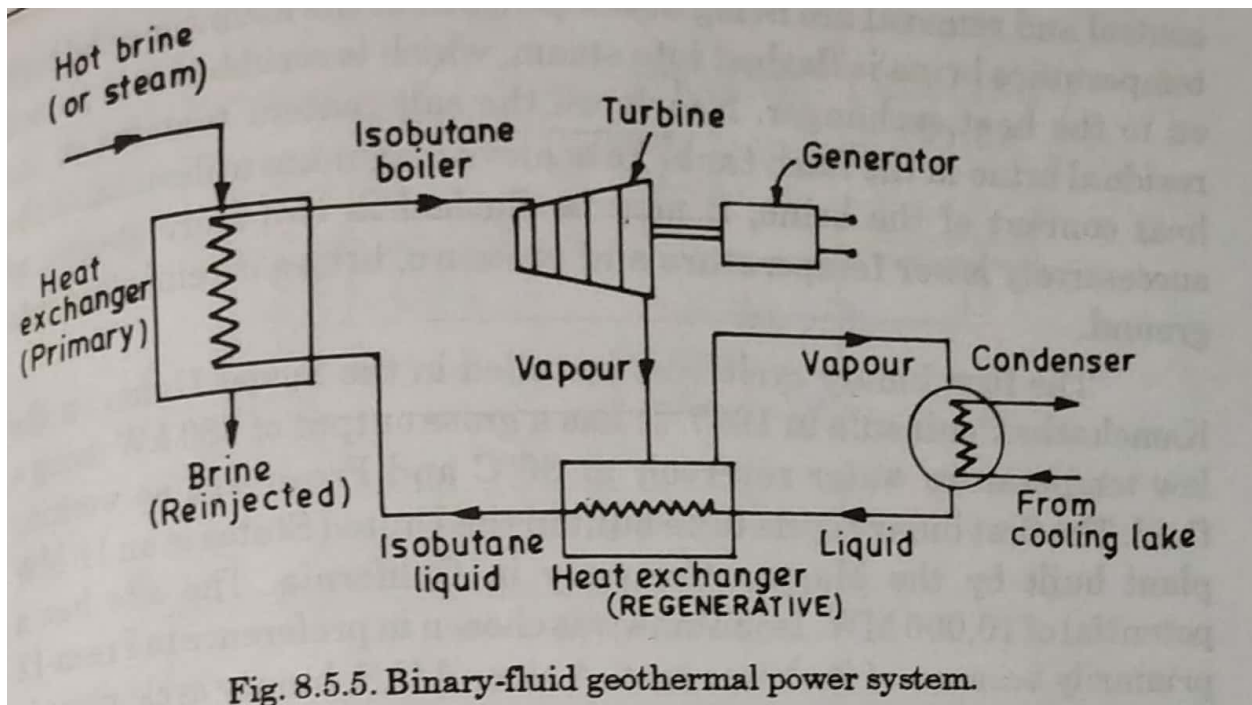 Hot brine
(or steam)
Isobutane
boiler
Turbine
Generator
Heat
exchanger
(Primary)
Vapour
Vapour
Condenser
Brine
(Reinjected)
Isobutane
liquid
Heat exchanger
(REGENERATIVE)
Liquid
From
cooling lake
Fig. 8.5.5. Binary-fluid geothermal power system.